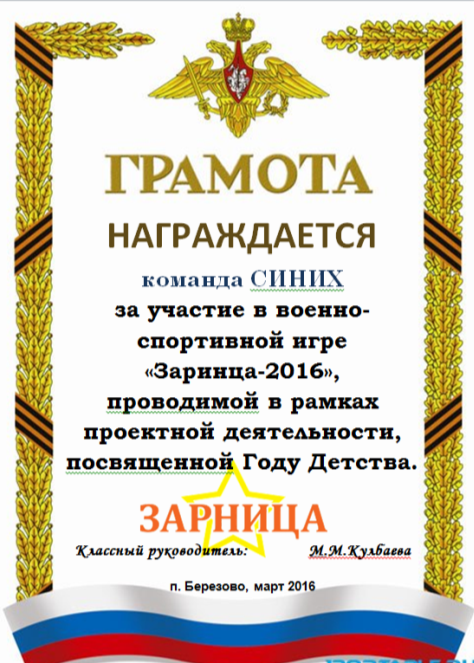 ГРАМОТА
НАГРАЖДАЕТСЯ
команда СИНИХ
за участие в военно-
спортивной игре
«Заринца-2016»,
проводимой в рамках
проектной деятельности,
посвященной Году Детства.
ЗАРНИЦА
Классный руководитель: М.М.Кулбаева
п. Березово, март 2016